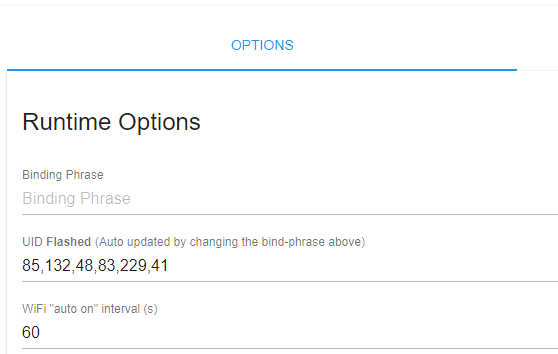 OPTIONS
Runtime Options
Binding Phrase
Binding Phrase
UID Flashed (Auto updated by changing the bind-phrase above)
85,132,48,83,229,41
WiFi "auto on" interval (s)
60